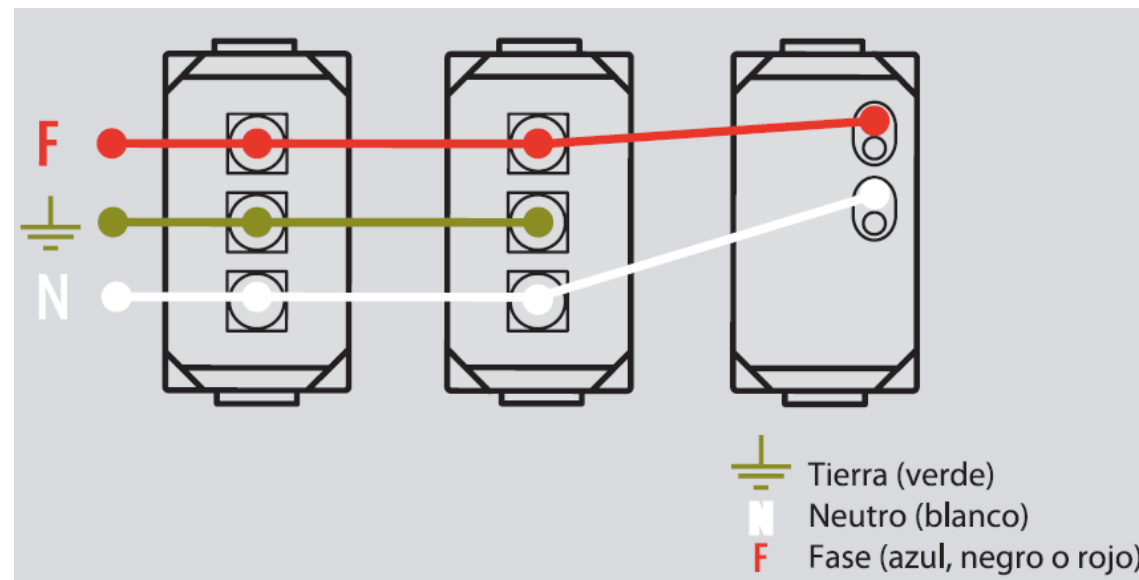 F
N
Tierra (verde)
N Neutro (blanco)
F Fase (azul, negro o rojo)